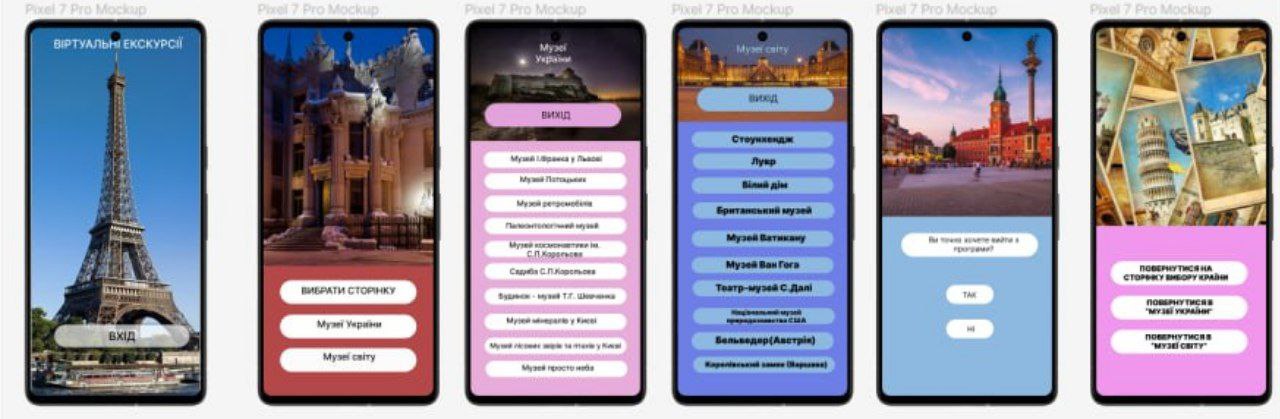 Pixel 7 Pro Mockup
ВІРТУАЛЬНІ ЕКСКУРСІЇ
ВХІД
Pixel 7 Pro Mockup
ВИБРАТИ СТОРІНКУ
Музеї України
Музеї світу
Pixel 7 Pro Mockup
Музеї
України
ВИХІД
Музей І.Франка у Львові
Музей Потоцьких
Музей ретромобілів
Палеонтологічний музей
Музей космонавтики ім.
С.П.Корольова
Садиба С.П.Корольова
Будинок - музей Т.Г. Шевченка
Музей мінералів у Києві
Музей лісових звірів та птахів у Києві
Музей просто неба
Pixel 7 Pro Mockup
Музеї світу
ВИХІД
Стоунхендж
Лувр
Білий дім
Британський музей
Музей Ватикану
Музей Ван Гога
Театр-музей С.Далі
Національний музей
природознавства США
Бельведер(Австрія)
Королівський замок (Варшава)
Pixel 7 Pro Mockup
Ви точно хочете вийти з
програми?
ТАК
НІ
Pixel 7 Pro Mockup
ПОВЕРНУТИСЯ НА
СТОРІНКУ ВИБОРУ КРАЇНИ
ПОВЕРНУТИСЯ В
"МУЗЕЇ УКРАЇНИ"
ПОВЕРНУТИСЯ В
"МУЗЕЇ СВІТУ"